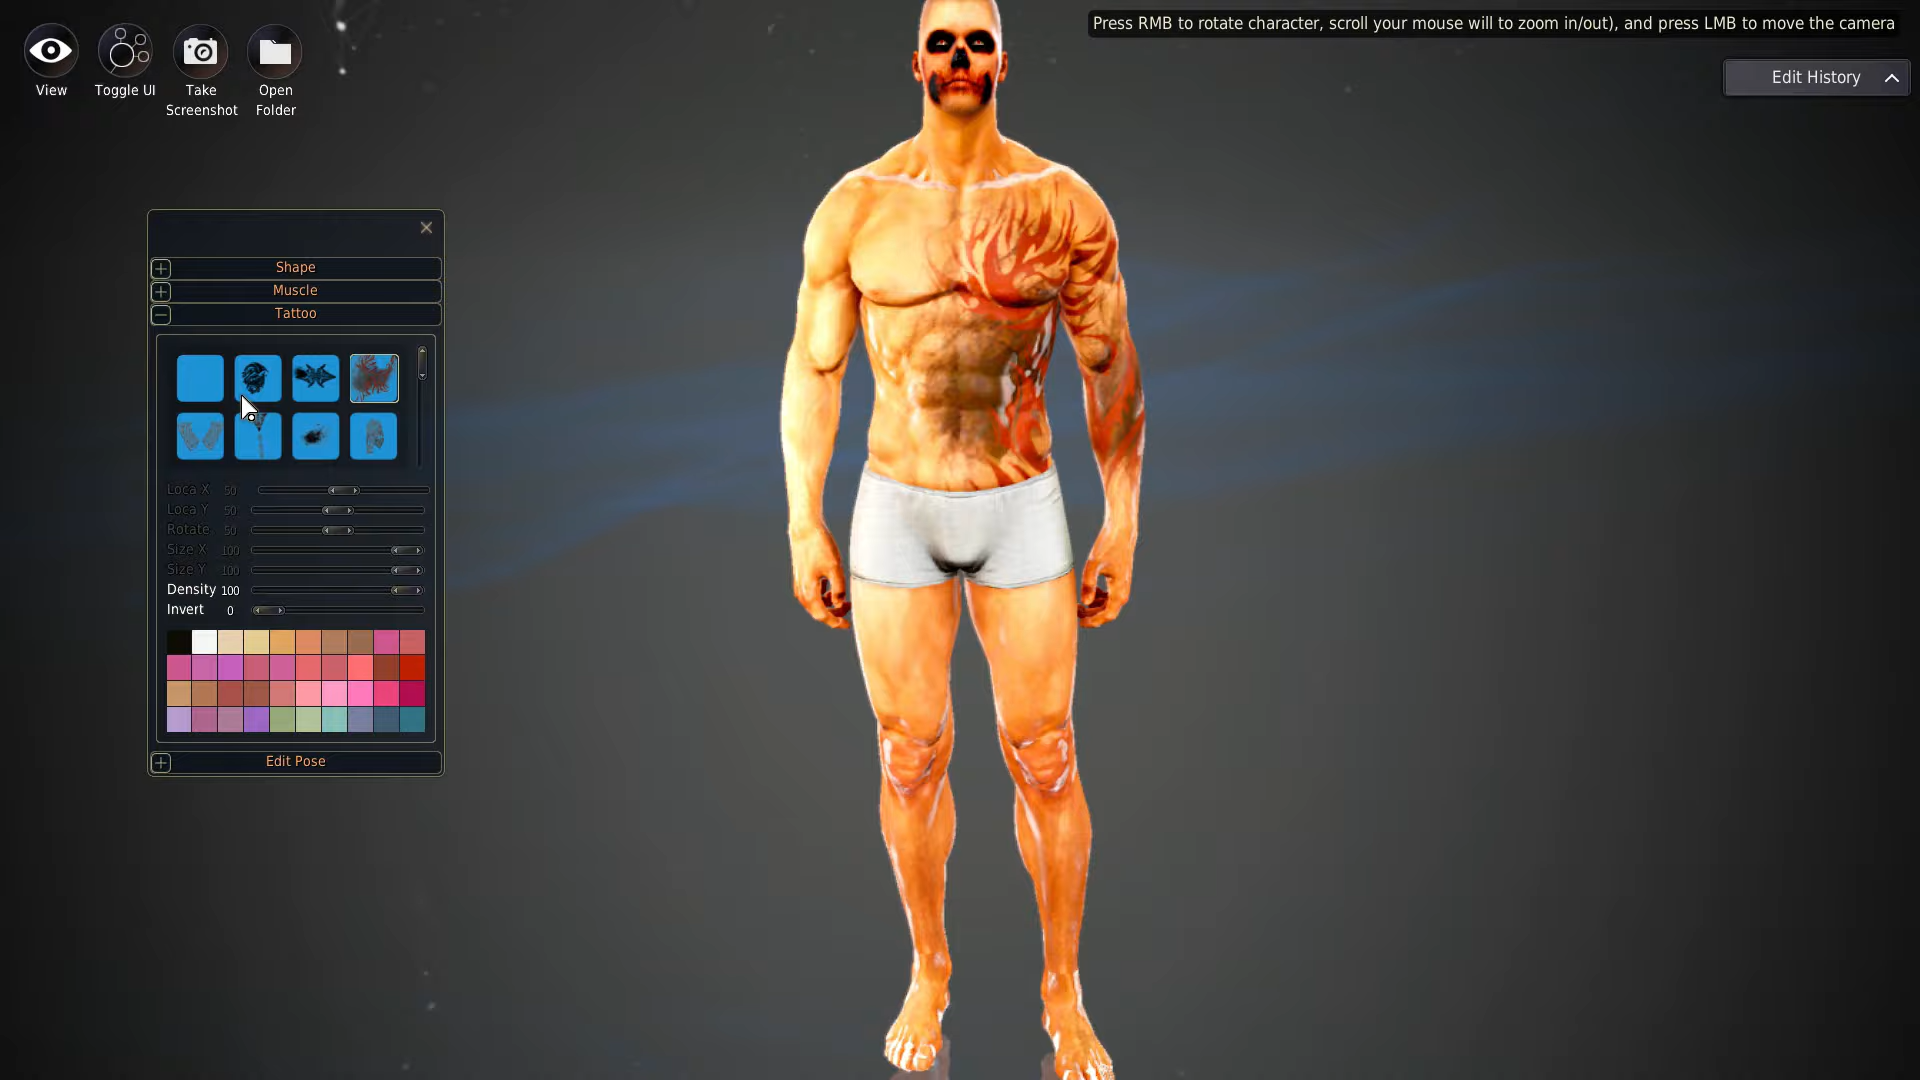 Press RMB to rotate character, scroll your mouse will to zoom in/out), and press LMB to move the camera
View
Toggle UI
Take
Screenshot
Open
Folder
Edit History
Shape
Muscle
Tattoo
Loca X 50
Loca Y 50
Rotate. 50
Size X 100
Size Y 100
Density 100
Invert 0
Edit Pose